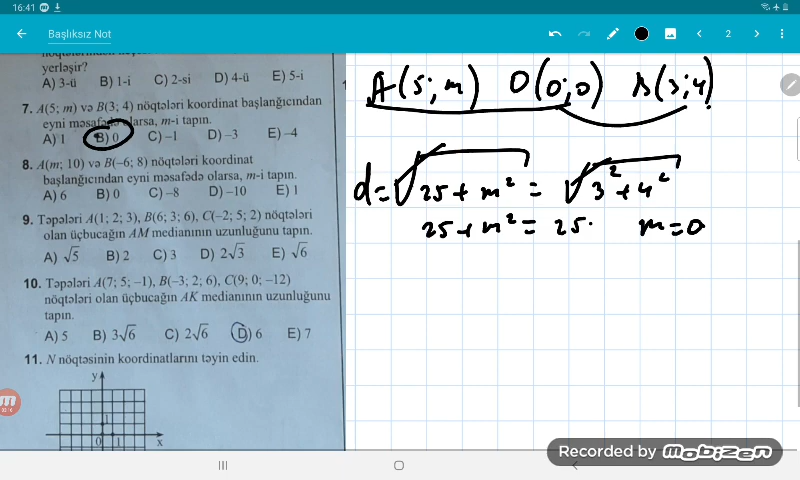 16:41
Başlıksız Not
2
yerləşir?
A) 3-ü B) 1-i C) 2-si D) 4-ü E) 5-i
7. A(5; m) və B(3; 4) nöqtələri koordinat başlanğıcından
eyni məsafədə olarsa, m-i tapın.
A) 1 B) 0 C) −1 D) −3 E) −4
8. A(m; 10) və B(−6; 8) nöqtələri koordinat
başlanğıcından eyni məsafədə olarsa, m-i tapın.
A) 6 B) 0 C) −8 D) −10 E) 1
9. Təpələri A(1; 2; 3), B(6; 3; 6), C(−2; 5; 2) nöqtələri
olan üçbucağın AM medianının uzunluğunu tapın.
A) √5 B) 2 C) 3 D) 2√3 E) √6
10. Təpələri A(7; 5; −1), B(−3; 2; 6), C(9; 0; −12)
nöqtələri olan üçbucağın AK medianının uzunluğunu
tapın.
A) 5 B) 3√6 C) 2√6 D) 6 E) 7
11. N nöqtəsinin koordinatlarını təyin edin.
y
1
0 1 x
A(5; m) O(0;0) B(3;4)
d=√25+m² = √3²+4²
25+m²=25. m=0
Recorded by mobizen